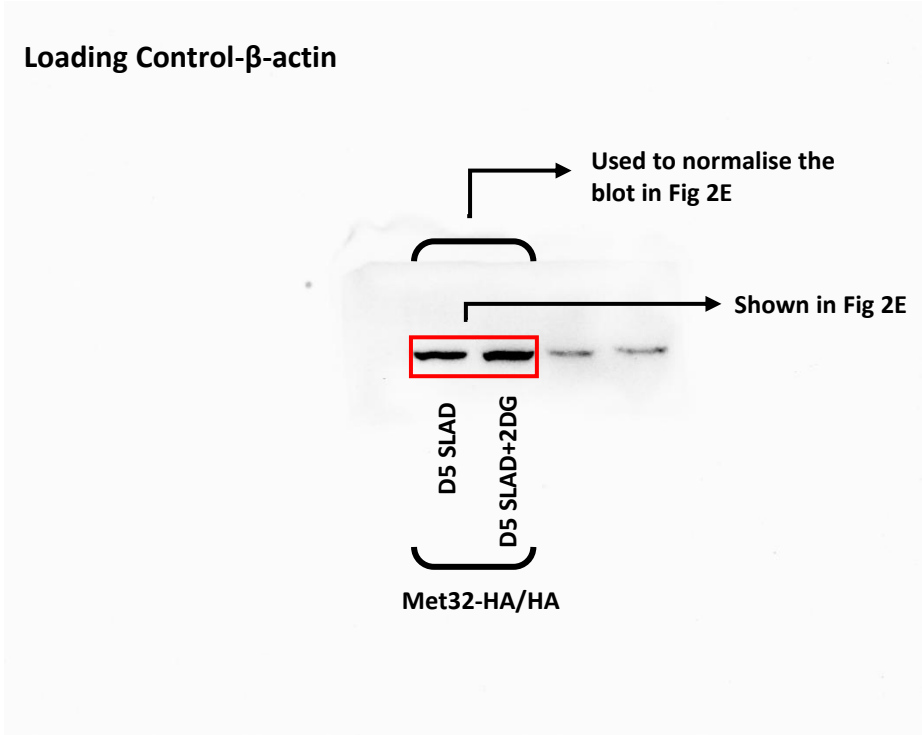 Loading Control-β-actin
Used to normalise the
blot in Fig 2E
Shown in Fig 2E
D5 SLAD
D5 SLAD+2DG
Met32-HA/HA